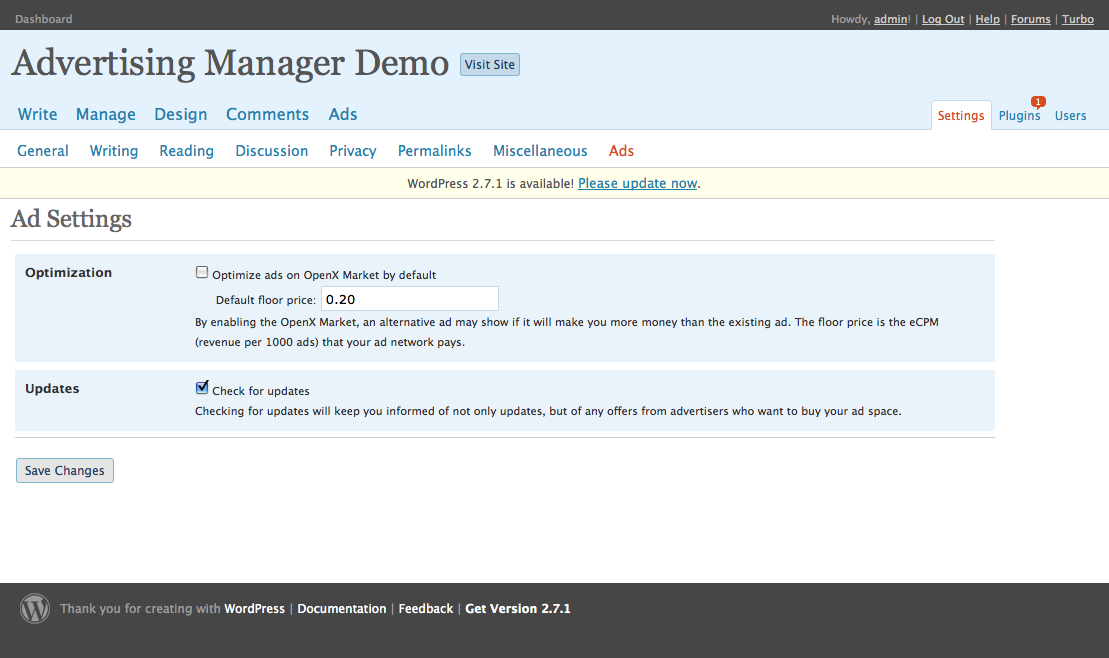 Dashboard
Howdy, admin! | Log Out | Help | Forums | Turbo
Advertising Manager Demo
Visit Site
Write Manage Design Comments Ads
Settings Plugins 1 Users
General Writing Reading Discussion Privacy Permalinks Miscellaneous Ads
WordPress 2.7.1 is available! Please update now.
Ad Settings
Optimization
Optimize ads on OpenX Market by default
Default floor price: 0.20
By enabling the OpenX Market, an alternative ad may show if it will make you more money than the existing ad. The floor price is the eCPM
(revenue per 1000 ads) that your ad network pays.
Updates
Check for updates
Checking for updates will keep you informed of not only updates, but of any offers from advertisers who want to buy your ad space.
Save Changes
Thank you for creating with WordPress | Documentation | Feedback | Get Version 2.7.1